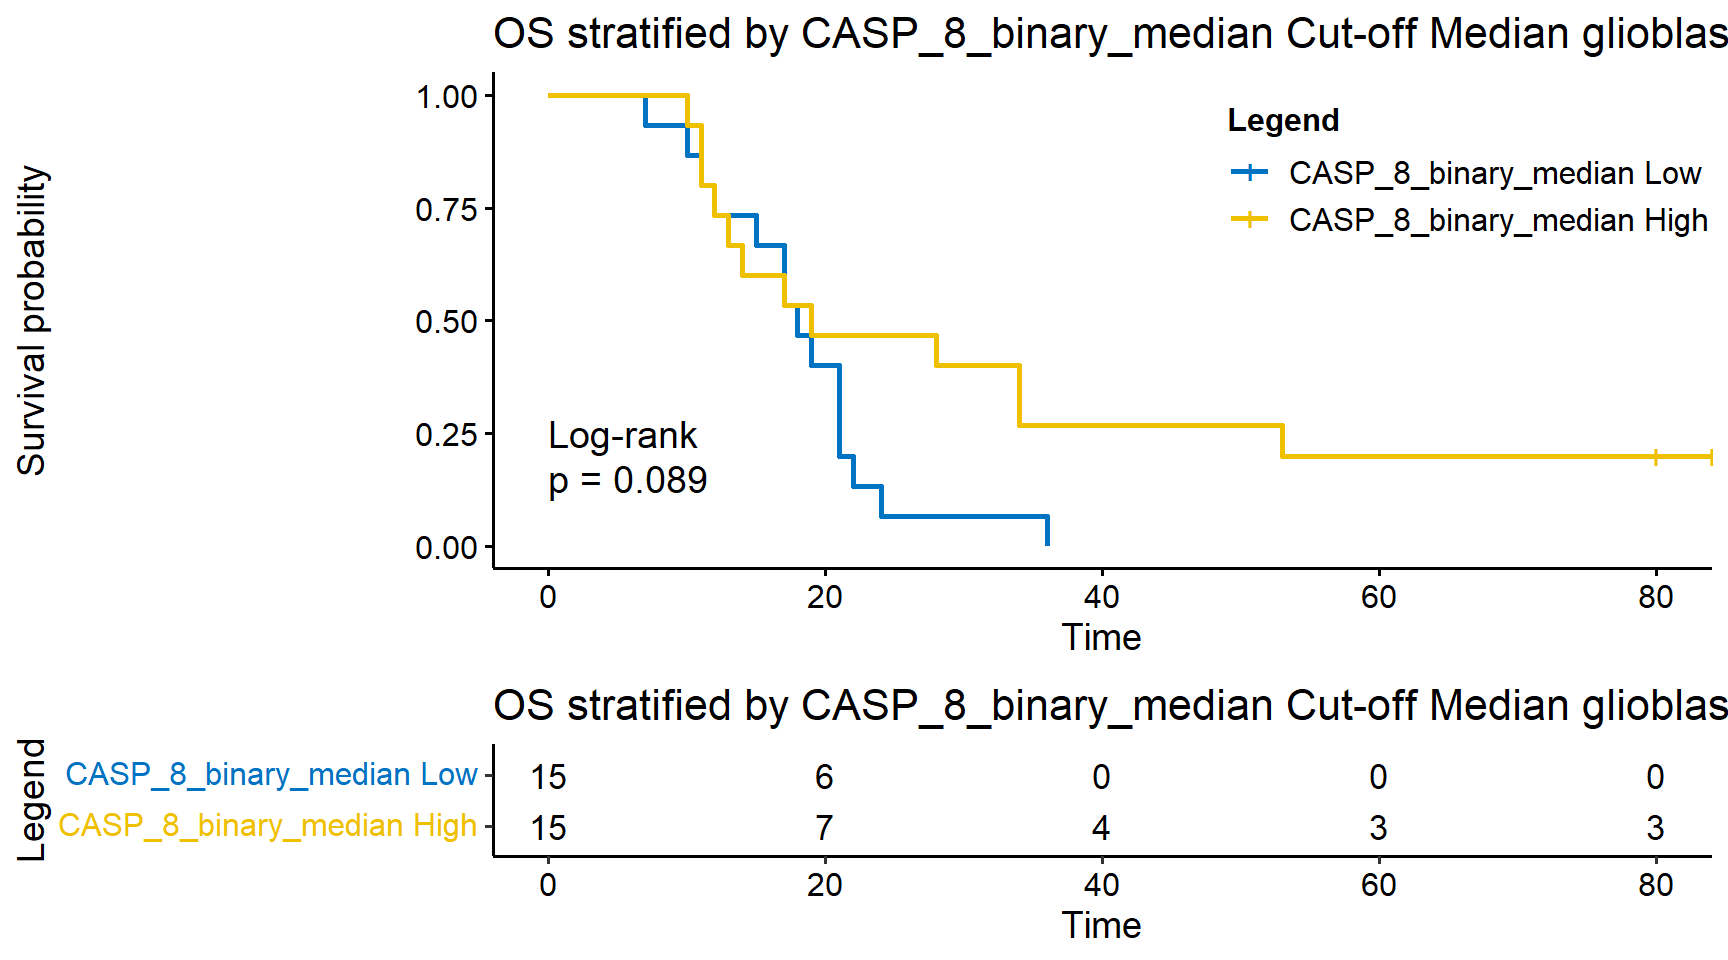 OS stratified by CASP_8_binary_median Cut-off Median glioblas
Survival probability
1.00
0.75
0.50
0.25
0.00
Legend
CASP_8_binary_median Low
CASP_8_binary_median High
Log-rank
p = 0.089
0 20 40 60 80
Time
OS stratified by CASP_8_binary_median Cut-off Median glioblas
Legend
CASP_8_binary_median Low 15 6 0 0 0
CASP_8_binary_median High 15 7 4 3 3
0 20 40 60 80
Time